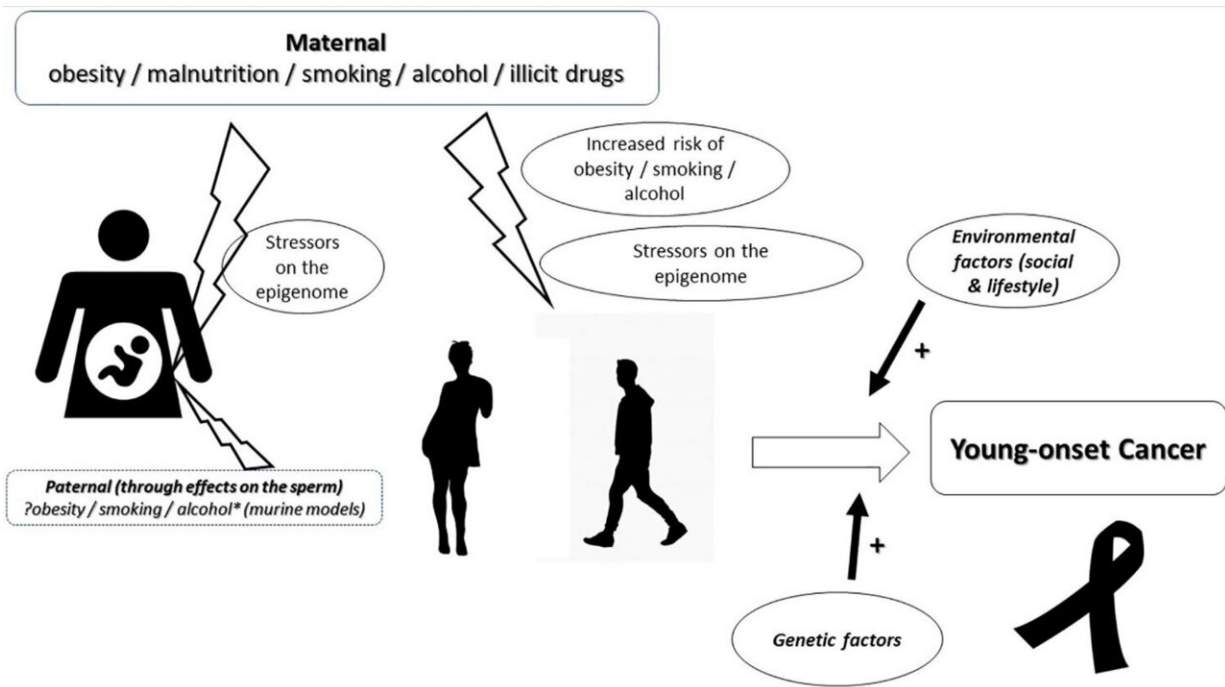 Maternal
obesity / malnutrition / smoking / alcohol / illicit drugs
Increased risk of
obesity / smoking /
alcohol
Stressors
on the
epigenome
Stressors on the
epigenome
Environmental
factors (social
& lifestyle)
+
Young-onset Cancer
Paternal (through effects on the sperm)
?obesity / smoking / alcohol* (murine models)
+
Genetic factors